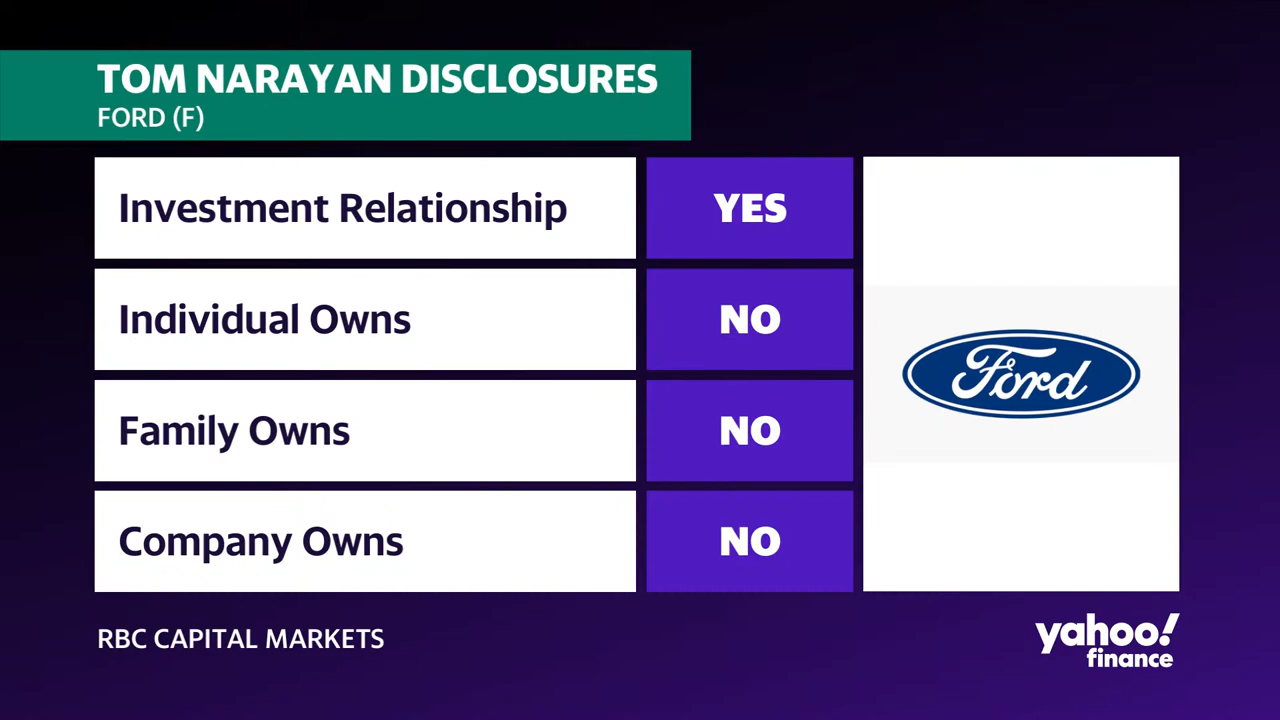 TOM NARAYAN DISCLOSURES
FORD (F)
Investment Relationship YES
Individual Owns NO
Family Owns NO
Company Owns NO
Ford
RBC CAPITAL MARKETS
yahoo!
finance